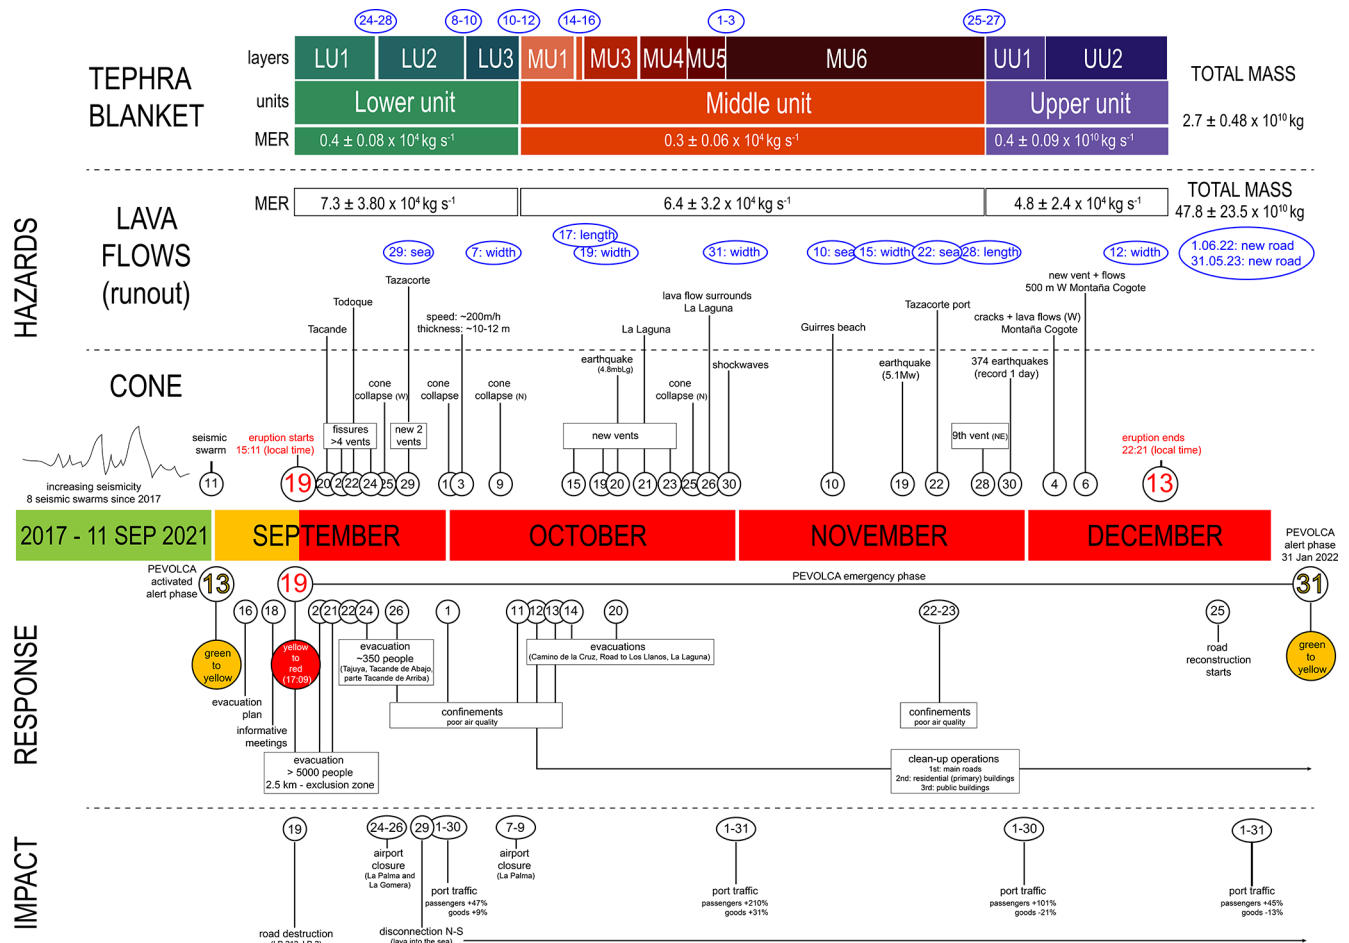 24-28
8-10
10-12
14-16
1-3
25-27
TEPHRA
BLANKET
layers
LU1
LU2
LU3
MU1
MU3
MU4
MU5
MU6
UU1
UU2
units
Lower unit
Middle unit
Upper unit
MER
0.4 ± 0.08 x 10⁴ kg s⁻¹
0.3 ± 0.06 x 10⁴ kg s⁻¹
0.4 ± 0.09 x 10¹⁰ kg s⁻¹
TOTAL MASS
2.7 ± 0.48 x 10¹⁰ kg
HAZARDS
LAVA
FLOWS
(runout)
MER
7.3 ± 3.80 x 10⁴ kg s⁻¹
6.4 ± 3.2 x 10⁴ kg s⁻¹
4.8 ± 2.4 x 10⁴ kg s⁻¹
TOTAL MASS
47.8 ± 23.5 x 10¹⁰ kg
17: length
29: sea
7: width
19: width
31: width
10: sea
15: width
22: sea
28: length
12: width
1.06.22: new road
31.05.23: new road
Tacande
Todoque
Tazacorte
speed: ~200m/h
thickness: ~10-12 m
La Laguna
lava flow surrounds
La Laguna
Guirres beach
Tazacorte port
new vent + flows
500 m W Montaña Cogote
cracks + lava flows (W)
Montaña Cogote
CONE
cone
collapse (W)
cone
collapse
cone
collapse (N)
earthquake
(4.8mbLg)
cone
collapse (N)
shockwaves
earthquake
(5.1Mw)
374 earthquakes
(record 1 day)
fissures
>4 vents
new 2
vents
new vents
9th vent (NE)
increasing seismicity
8 seismic swarms since 2017
seismic
swarm
eruption starts
15:11 (local time)
eruption ends
22:21 (local time)
11
19
20
22
24
25
29
3
9
15
19
20
21
23
25
26
30
10
19
22
28
30
4
6
13
2017 - 11 SEP 2021
SEPTEMBER
OCTOBER
NOVEMBER
DECEMBER
PEVOLCA
alert phase
31 Jan 2022
RESPONSE
PEVOLCA
activated
alert phase
13
19
PEVOLCA emergency phase
31
16
18
21
22
24
26
1
11
12
13
14
20
22-23
25
green
to
yellow
yellow
to
red
(17:09)
green
to
yellow
evacuation
plan
informative
meetings
evacuation
~350 people
(Tajuya, Tacande de Abajo,
parte Tacande de Arriba)
evacuations
(Camino de la Cruz, Road to Los Llanos, La Laguna)
road
reconstruction
starts
confinements
poor air quality
confinements
poor air quality
evacuation
> 5000 people
2.5 km - exclusion zone
clean-up operations
1st: main roads
2nd: residential (primary) buildings
3rd: public buildings
IMPACT
19
24-26
29
1-30
7-9
1-31
1-30
1-31
airport
closure
(La Palma and
La Gomera)
airport
closure
(La Palma)
port traffic
passengers +47%
goods +9%
port traffic
passengers +210%
goods +31%
port traffic
passengers +101%
goods -21%
port traffic
passengers +45%
goods -13%
road destruction
disconnection N-S
(lava into the sea)